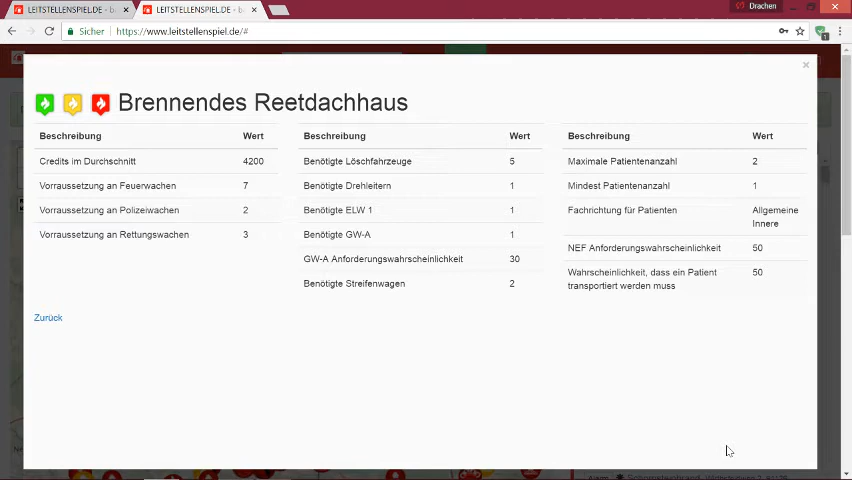 LEITSTELLENSPIEL.DE - b
LEITSTELLENSPIEL.DE - b
Drachen
Sicher https://www.leitstellenspiel.de/#
Brennendes Reetdachhaus
Beschreibung Wert
Credits im Durchschnitt 4200
Vorraussetzung an Feuerwachen 7
Vorraussetzung an Polizeiwachen 2
Vorraussetzung an Rettungswachen 3
Beschreibung Wert
Benötigte Löschfahrzeuge 5
Benötigte Drehleitern 1
Benötigte ELW 1 1
Benötigte GW-A 1
GW-A Anforderungswahrscheinlichkeit 30
Benötigte Streifenwagen 2
Beschreibung Wert
Maximale Patientenanzahl 2
Mindest Patientenanzahl 1
Fachrichtung für Patienten Allgemeine
Innere
NEF Anforderungswahrscheinlichkeit 50
Wahrscheinlichkeit, dass ein Patient 50
transportiert werden muss
Zurück